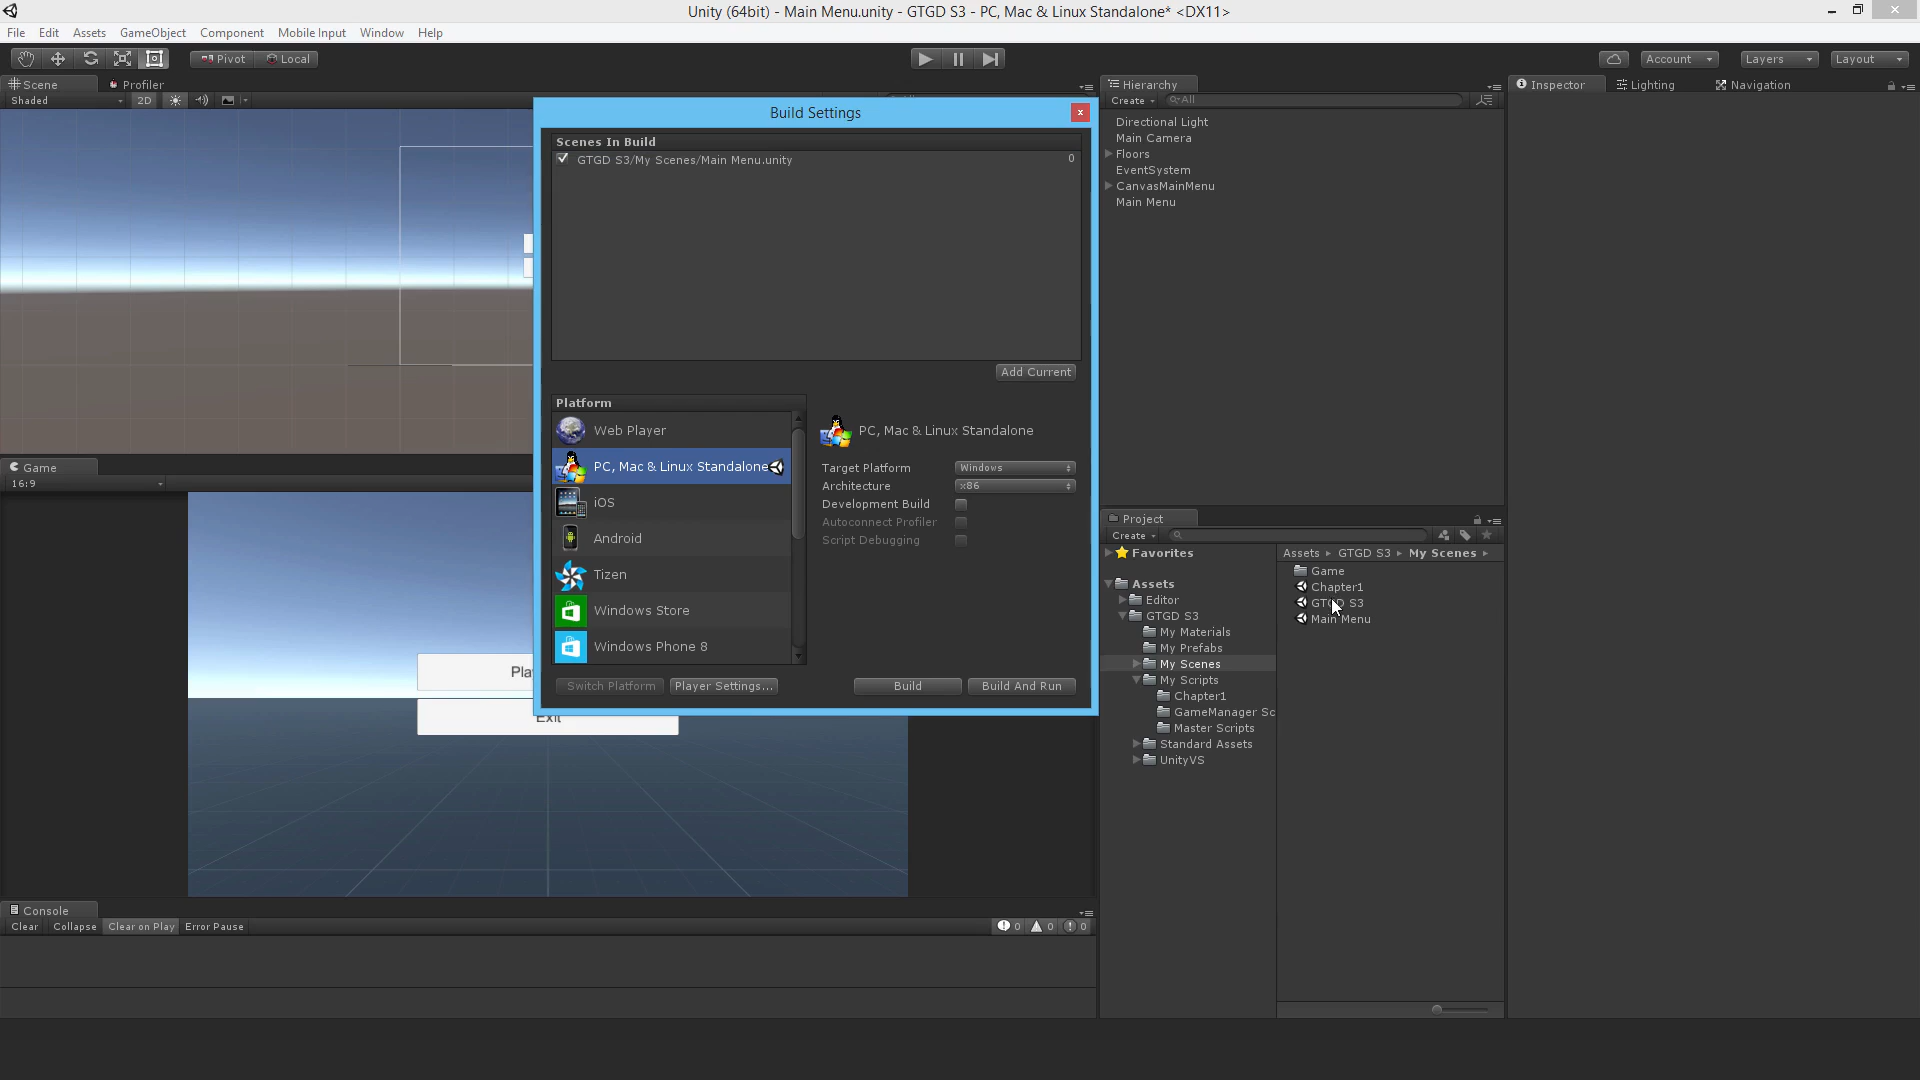 Unity (64bit) - Main Menu.unity - GTGD S3 - PC, Mac & Linux Standalone* <DX11>
File Edit Assets GameObject Component Mobile Input Window Help
Pivot Local Account Layers Layout
Scene Profiler
Shaded 2D
Build Settings
Scenes In Build
GTGD S3/My Scenes/Main Menu.unity 0
Add Current
Platform
Web Player
PC, Mac & Linux Standalone
iOS
Android
Tizen
Windows Store
Windows Phone 8
PC, Mac & Linux Standalone
Target Platform Windows
Architecture x86
Development Build
Autoconnect Profiler
Script Debugging
Switch Platform Player Settings... Build Build And Run
Game
16:9
Exit
Console
Clear Collapse Clear on Play Error Pause 0 0 0
Hierarchy
Create All
Directional Light
Main Camera
Floors
EventSystem
CanvasMainMenu
Main Menu
Project
Create
Favorites
Assets
Editor
GTGD S3
My Materials
My Prefabs
My Scenes
My Scripts
Chapter1
GameManager Sc
Master Scripts
Standard Assets
UnityVS
Assets GTGD S3 My Scenes
Game
Chapter1
GTGD S3
Main Menu
Inspector Lighting Navigation